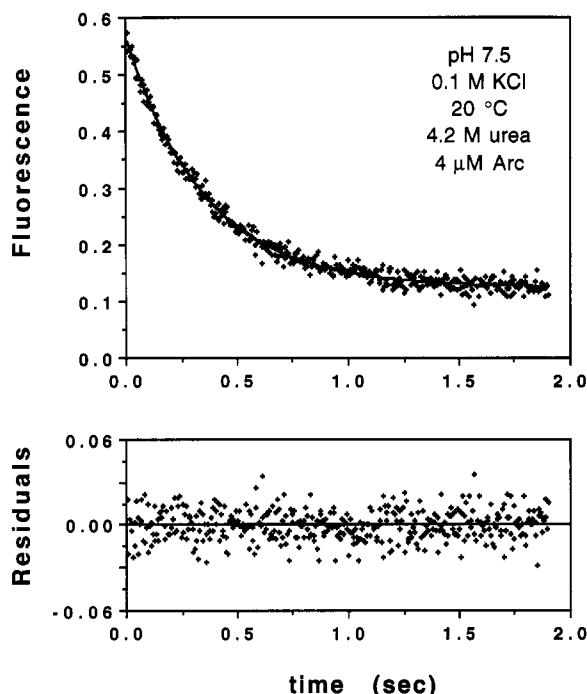 0.6
0.5
0.4
0.3
0.2
0.1
0.0
Fluorescence
pH 7.5
0.1 M KCl
20 °C
4.2 M urea
4 µM Arc
0.0
0.5
1.0
1.5
2.0
0.06
0.00
-0.06
Residuals
0.0
0.5
1.0
1.5
2.0
time (sec)